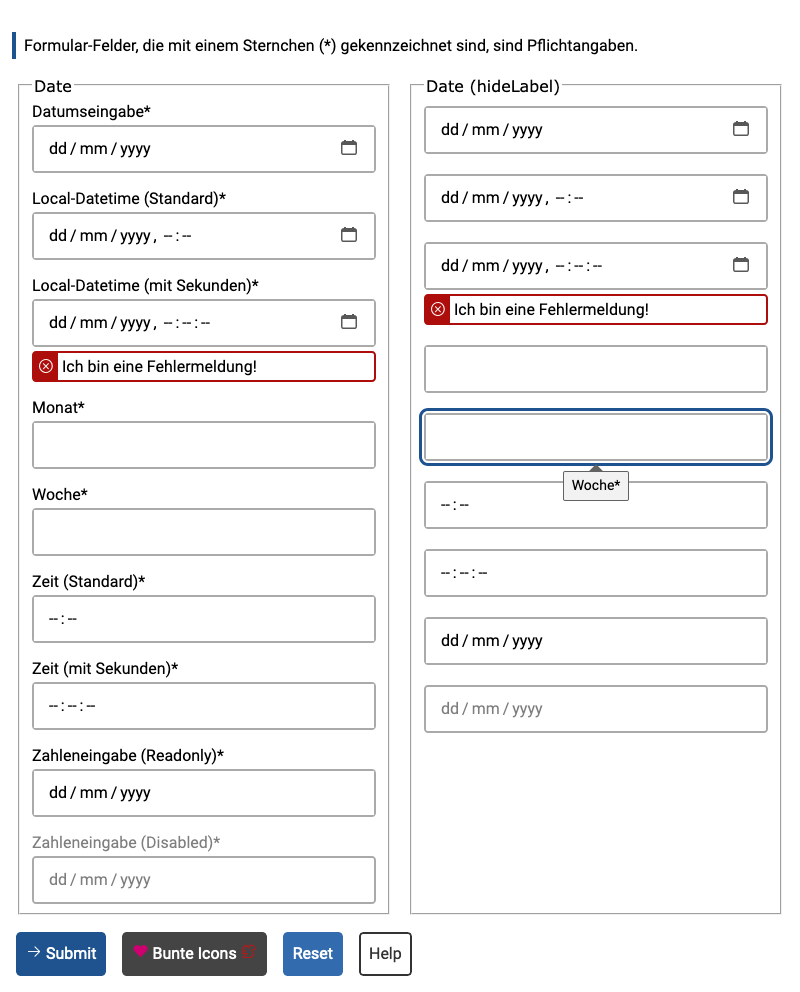 Formular-Felder, die mit einem Sternchen (*) gekennzeichnet sind, sind Pflichtangaben.
Date
Datumseingabe*
dd / mm / yyyy
Local-Datetime (Standard)*
dd / mm / yyyy, --:--
Local-Datetime (mit Sekunden)*
dd / mm / yyyy, --:--:--
Ich bin eine Fehlermeldung!
Monat*
Woche*
Zeit (Standard)*
--:--
Zeit (mit Sekunden)*
--:--:--
Zahleneingabe (Readonly)*
dd / mm / yyyy
Zahleneingabe (Disabled)*
dd / mm / yyyy
Date (hideLabel)
dd / mm / yyyy
dd / mm / yyyy, --:--
dd / mm / yyyy, --:--:--
Ich bin eine Fehlermeldung!
Woche*
--:--
--:--:--
dd / mm / yyyy
dd / mm / yyyy
Submit
Bunte Icons
Reset
Help